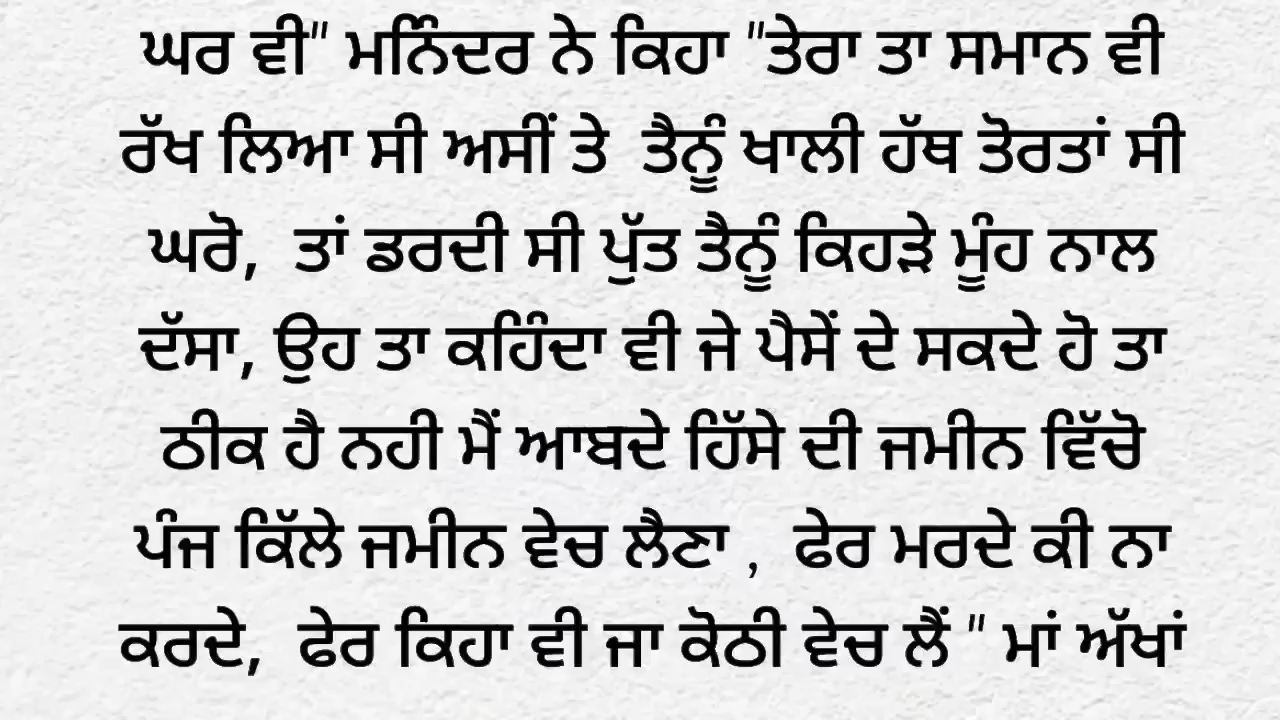 ਘਰ ਵੀ" ਮਨਿੰਦਰ ਨੇ ਕਿਹਾ "ਤੇਰਾ ਤਾ ਸਮਾਨ ਵੀ
ਰੱਖ ਲਿਆ ਸੀ ਅਸੀਂ ਤੇ ਤੈਨੂੰ ਖਾਲੀ ਹੱਥ ਤੋਰਤਾਂ ਸੀ
ਘਰੋ, ਤਾਂ ਡਰਦੀ ਸੀ ਪੁੱਤ ਤੈਨੂੰ ਕਿਹੜੇ ਮੂੰਹ ਨਾਲ
ਦੱਸਾ, ਉਹ ਤਾ ਕਹਿੰਦਾ ਵੀ ਜੇ ਪੈਸੇਂ ਦੇ ਸਕਦੇ ਹੋ ਤਾ
ਠੀਕ ਹੈ ਨਹੀ ਮੈਂ ਆਬਦੇ ਹਿੱਸੇ ਦੀ ਜਮੀਨ ਵਿੱਚੋ
ਪੰਜ ਕਿੱਲੇ ਜਮੀਨ ਵੇਚ ਲੈਣਾ , ਫੇਰ ਮਰਦੇ ਕੀ ਨਾ
ਕਰਦੇ, ਫੇਰ ਕਿਹਾ ਵੀ ਜਾ ਕੋਠੀ ਵੇਚ ਲੈਂ " ਮਾਂ ਅੱਖਾਂ